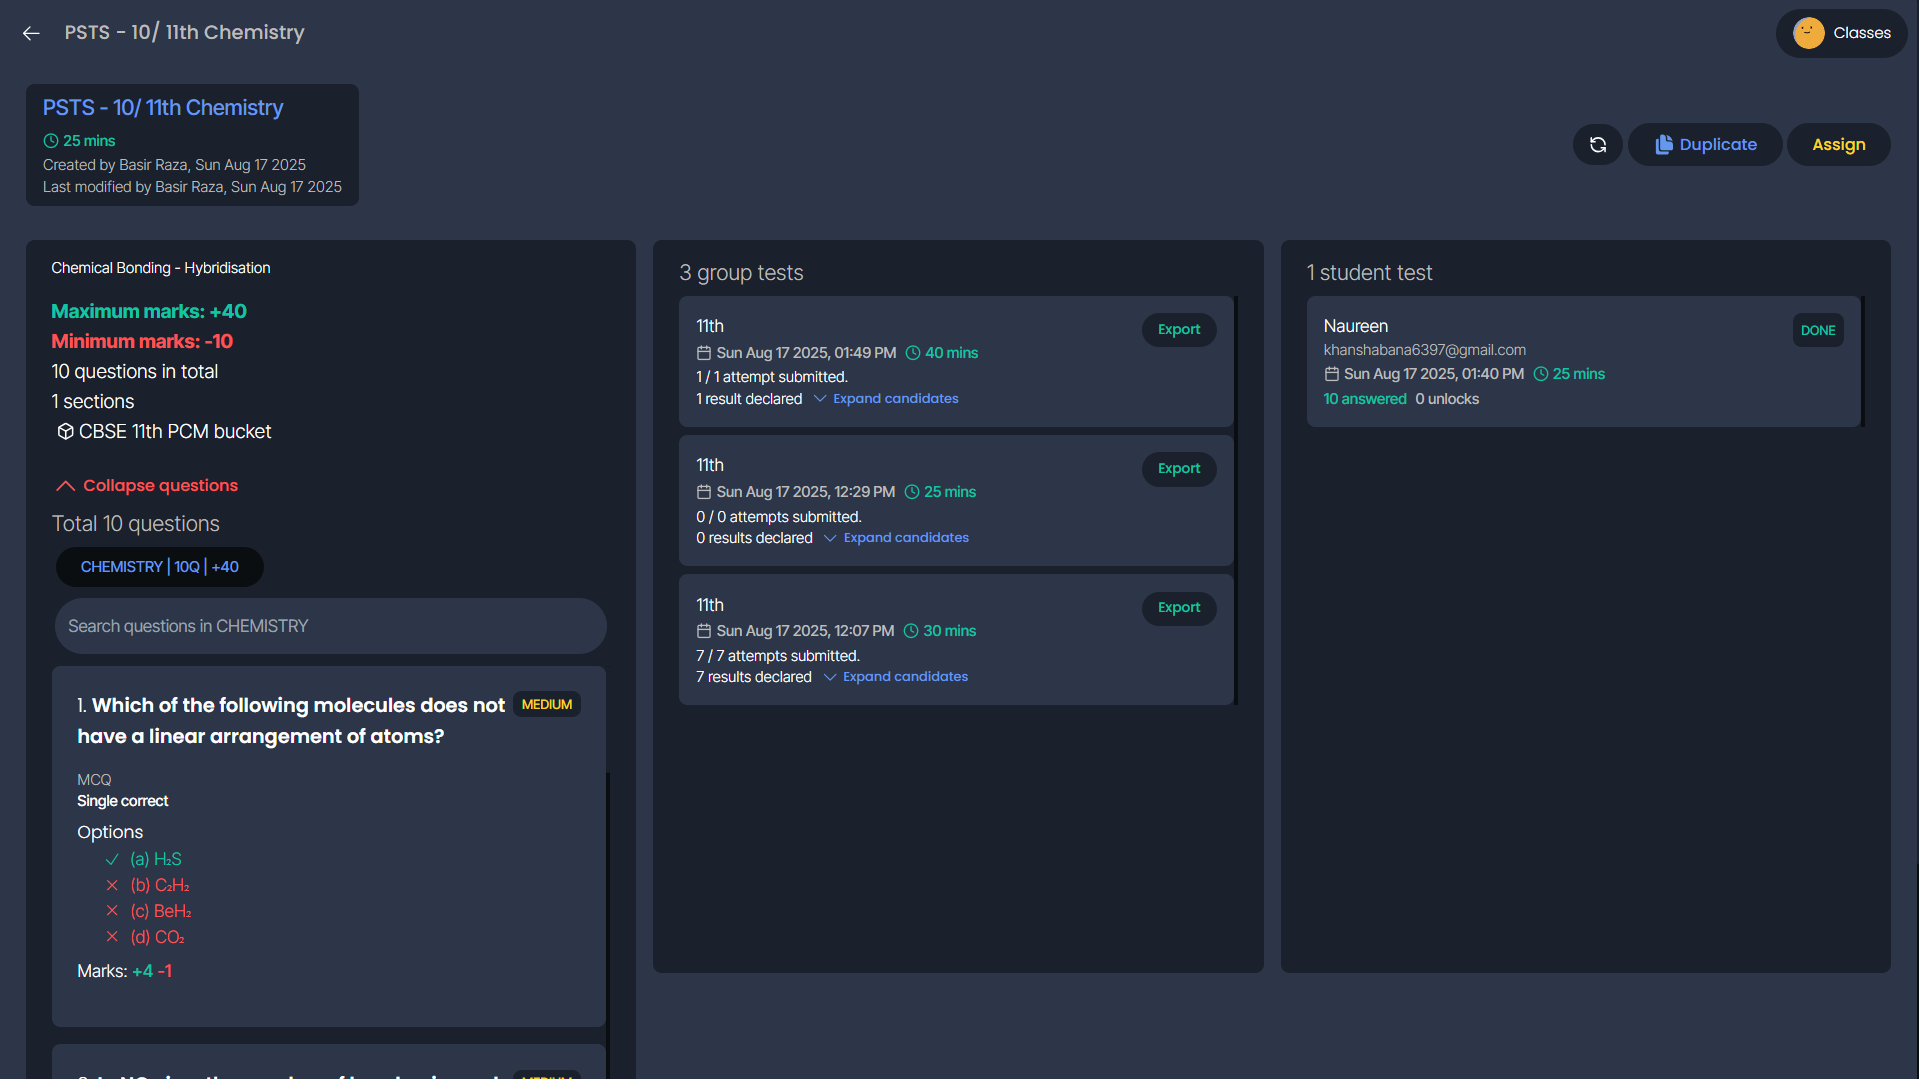 PSTS - 10/ 11th Chemistry
Classes
PSTS - 10/ 11th Chemistry
25 mins
Created by Basir Raza, Sun Aug 17 2025
Last modified by Basir Raza, Sun Aug 17 2025
Duplicate
Assign
Chemical Bonding - Hybridisation
Maximum marks: +40
Minimum marks: -10
10 questions in total
1 sections
CBSE 11th PCM bucket
Collapse questions
Total 10 questions
CHEMISTRY | 10Q | +40
Search questions in CHEMISTRY
1. Which of the following molecules does not MEDIUM
have a linear arrangement of atoms?
MCQ
Single correct
Options
(a) H₂S
(b) C₂H₂
(c) BeH₂
(d) CO₂
Marks: +4 -1
3 group tests
11th
Export
Sun Aug 17 2025, 01:49 PM 40 mins
1 / 1 attempt submitted.
1 result declared Expand candidates
11th
Export
Sun Aug 17 2025, 12:29 PM 25 mins
0 / 0 attempts submitted.
0 results declared Expand candidates
11th
Export
Sun Aug 17 2025, 12:07 PM 30 mins
7 / 7 attempts submitted.
7 results declared Expand candidates
1 student test
Naureen
DONE
khanshabana6397@gmail.com
Sun Aug 17 2025, 01:40 PM 25 mins
10 answered 0 unlocks